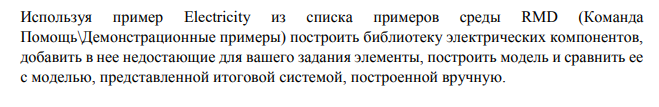 Используя пример Electricity из списка примеров среды RMD (Команда
Помощь\Демонстрационные примеры) построить библиотеку электрических компонентов,
добавить в нее недостающие для вашего задания элементы, построить модель и сравнить ее
с моделью, представленной итоговой системой, построенной вручную.